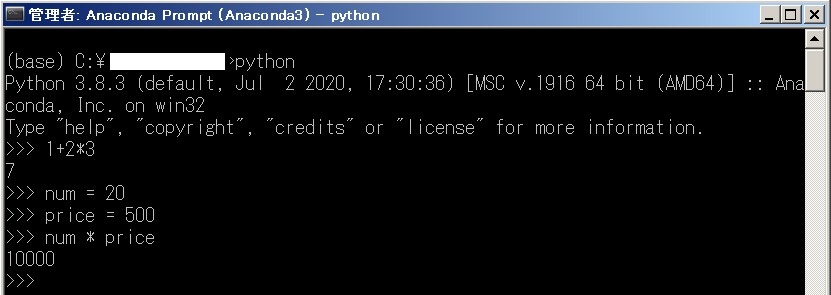 管理者: Anaconda Prompt (Anaconda3) - python
(base) C:¥ >python
Python 3.8.3 (default, Jul  2 2020, 17:30:36) [MSC v.1916 64 bit (AMD64)] :: Ana
conda, Inc. on win32
Type "help", "copyright", "credits" or "license" for more information.
>>> 1+2*3
7
>>> num = 20
>>> price = 500
>>> num * price
10000
>>>